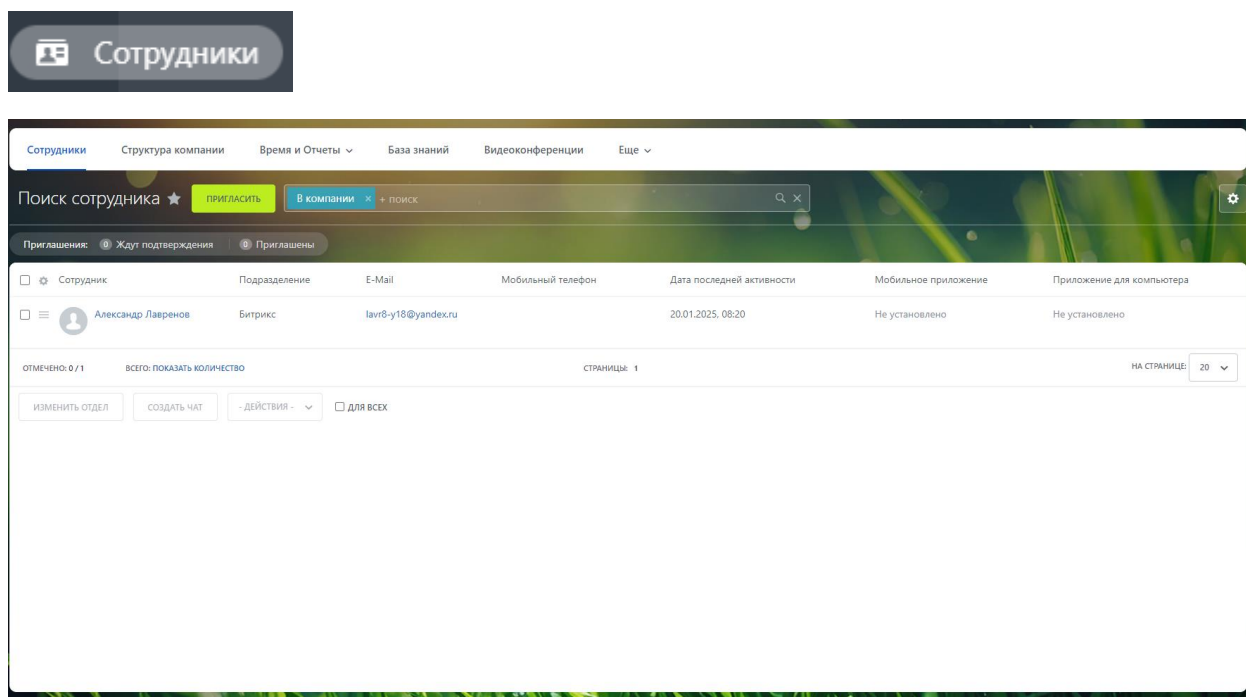 Сотрудники
Сотрудники Структура компании Время и Отчеты База знаний Видеоконференции Еще
Поиск сотрудника ПРИГЛАСИТЬ В компании × + поиск
Приглашения: 0 Ждут подтверждения 0 Приглашены
Сотрудник Подразделение E-Mail Мобильный телефон Дата последней активности Мобильное приложение Приложение для компьютера
Александр Лавренов Битрикс lavr8-y18@yandex.ru 20.01.2025, 08:20 Не установлено Не установлено
ОТМЕЧЕНО: 0 / 1 ВСЕГО: ПОКАЗАТЬ КОЛИЧЕСТВО СТРАНИЦЫ: 1 НА СТРАНИЦЕ: 20
ИЗМЕНИТЬ ОТДЕЛ СОЗДАТЬ ЧАТ - ДЕЙСТВИЯ - ДЛЯ ВСЕХ